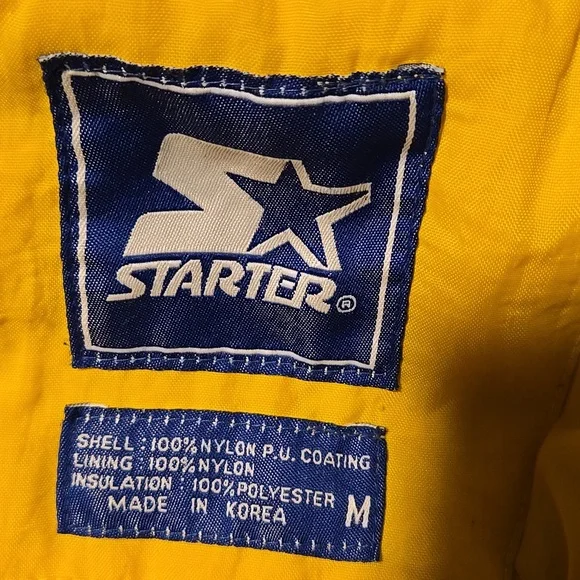 STARTER®
SHELL : 100% NYLON P.U. COATING
LINING : 100% NYLON
INSULATION : 100% POLYESTER
MADE IN KOREA
M